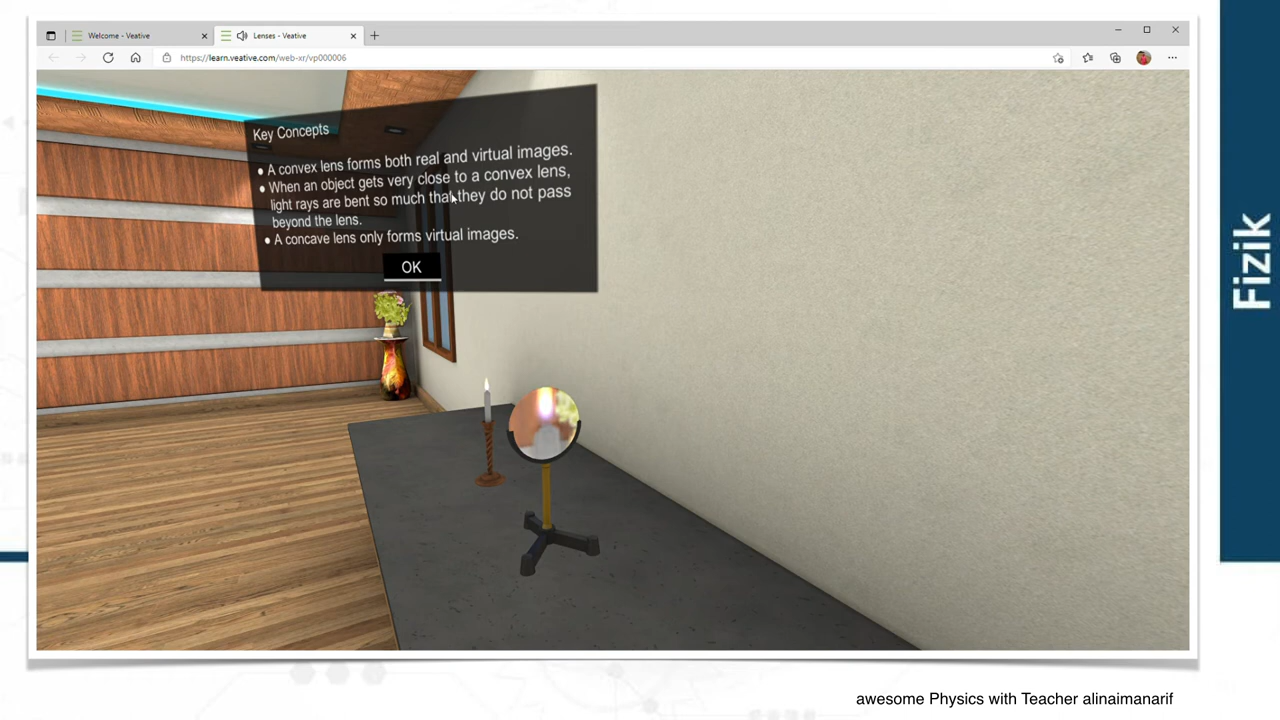 Welcome - Veative
Lenses - Veative
https://learn.veative.com/web-xr/vp000006
Key Concepts
• A convex lens forms both real and virtual images.
• When an object gets very close to a convex lens,
light rays are bent so much that they do not pass
beyond the lens.
• A concave lens only forms virtual images.
OK
Fizik
awesome Physics with Teacher alinaimanarif